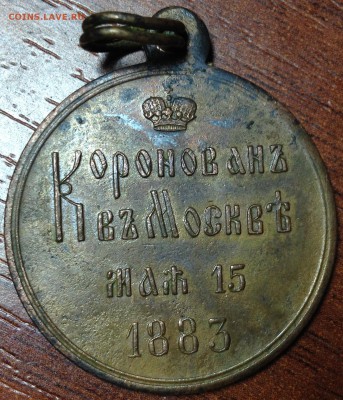 COINS.LAVE.RU
КОРОНОВАНЪ
ВЪ МОСКВѢ
МАѦ 15
1883